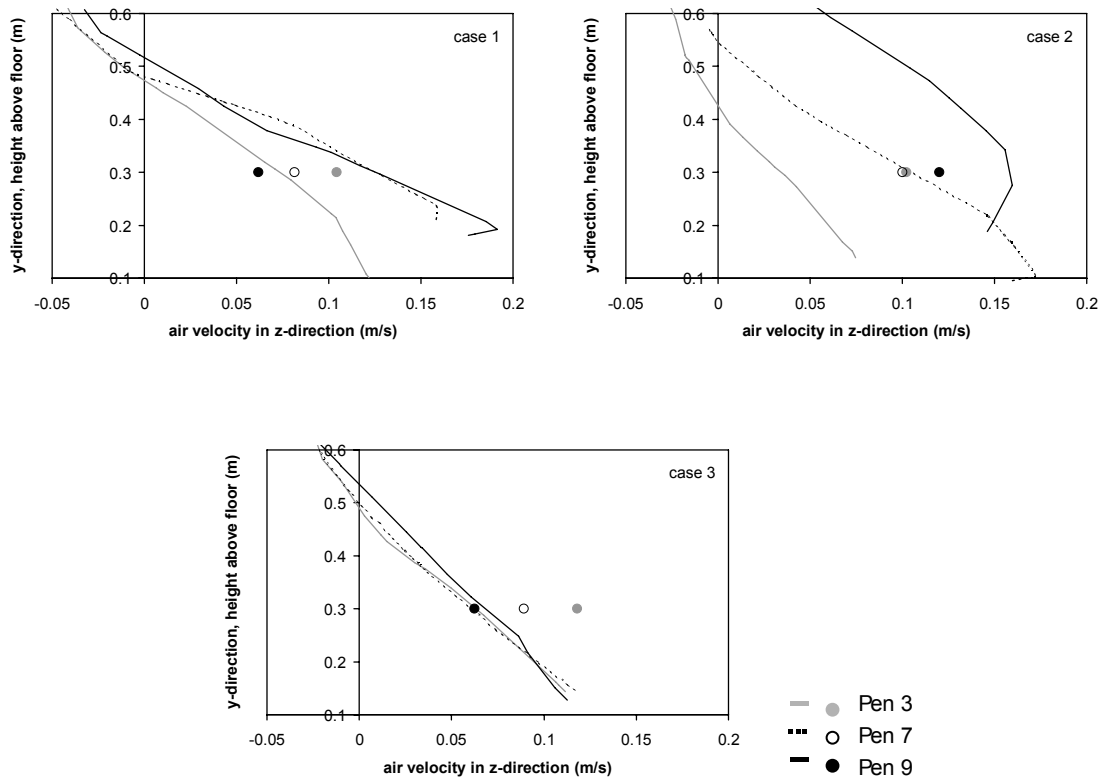 case 1
y-direction, height above floor (m)
0.6
0.5
0.4
0.3
0.2
0.1
-0.05 0 0.05 0.1 0.15 0.2
air velocity in z-direction (m/s)
case 2
y-direction, height above floor (m)
0.6
0.5
0.4
0.3
0.2
0.1
-0.05 0 0.05 0.1 0.15 0.2
air velocity in z-direction (m/s)
case 3
y-direction, height above floor (m)
0.6
0.5
0.4
0.3
0.2
0.1
-0.05 0 0.05 0.1 0.15 0.2
air velocity in z-direction (m/s)
Pen 3
Pen 7
Pen 9